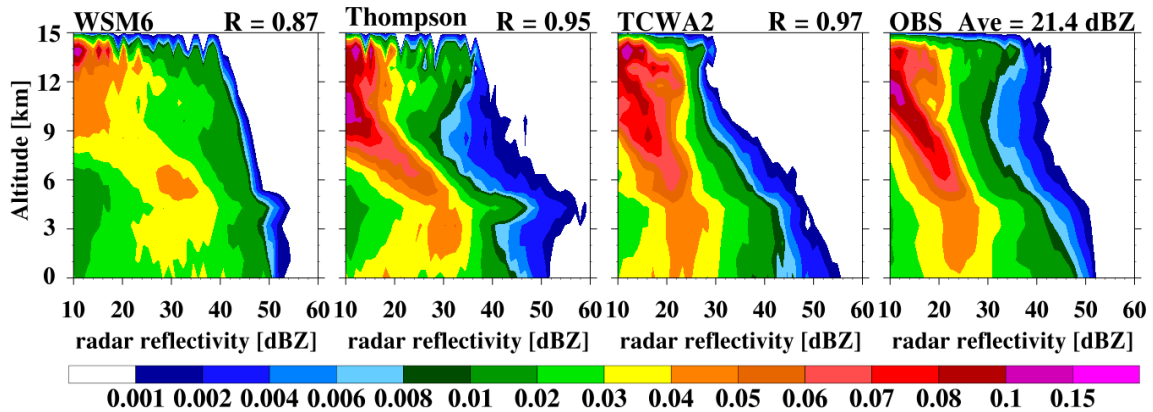 WSM6 R = 0.87 Thompson R = 0.95 TCWA2 R = 0.97 OBS Ave = 21.4 dBZ
15
12
9
6
3
0
Altitude [km]
10 20 30 40 50 60 10 20 30 40 50 60 10 20 30 40 50 60 10 20 30 40 50 60
radar reflectivity [dBZ] radar reflectivity [dBZ] radar reflectivity [dBZ] radar reflectivity [dBZ]
0.001 0.002 0.004 0.006 0.008 0.01 0.02 0.03 0.04 0.05 0.06 0.07 0.08 0.1 0.15